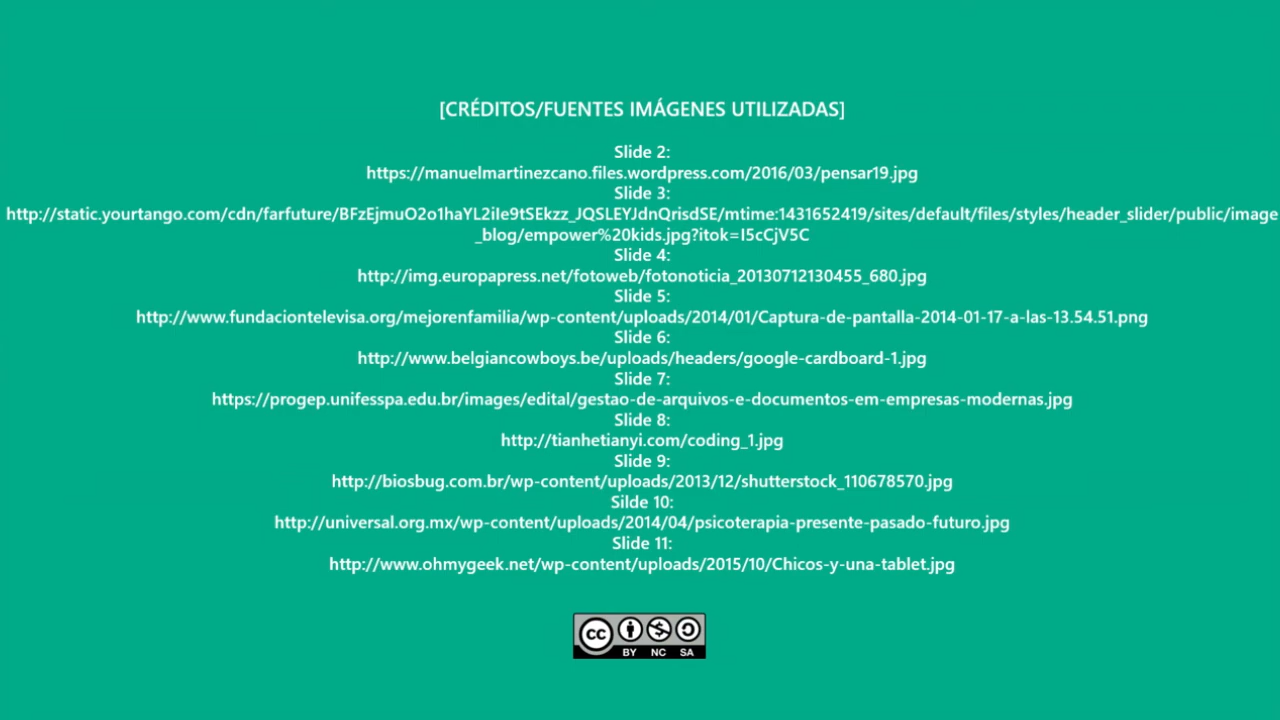 [CRÉDITOS/FUENTES IMÁGENES UTILIZADAS]
Slide 2:
https://manuelmartinezcano.files.wordpress.com/2016/03/pensar19.jpg
Slide 3:
http://static.yourtango.com/cdn/farfuture/BFzEjmuO2o1haYL2iIe9tSEkzz_JQSLEYJdnQrisdSE/mtime:1431652419/sites/default/files/styles/header_slider/public/image
_blog/empower%20kids.jpg?itok=I5cCjV5C
Slide 4:
http://img.europapress.net/fotoweb/fotonoticia_20130712130455_680.jpg
Slide 5:
http://www.fundaciontelevisa.org/mejorenfamilia/wp-content/uploads/2014/01/Captura-de-pantalla-2014-01-17-a-las-13.54.51.png
Slide 6:
http://www.belgiancowboys.be/uploads/headers/google-cardboard-1.jpg
Slide 7:
https://progep.unifesspa.edu.br/images/edital/gestao-de-arquivos-e-documentos-em-empresas-modernas.jpg
Slide 8:
http://tianhetianyi.com/coding_1.jpg
Slide 9:
http://biosbug.com.br/wp-content/uploads/2013/12/shutterstock_110678570.jpg
Silde 10:
http://universal.org.mx/wp-content/uploads/2014/04/psicoterapia-presente-pasado-futuro.jpg
Slide 11:
http://www.ohmygeek.net/wp-content/uploads/2015/10/Chicos-y-una-tablet.jpg
cc
BY NC SA